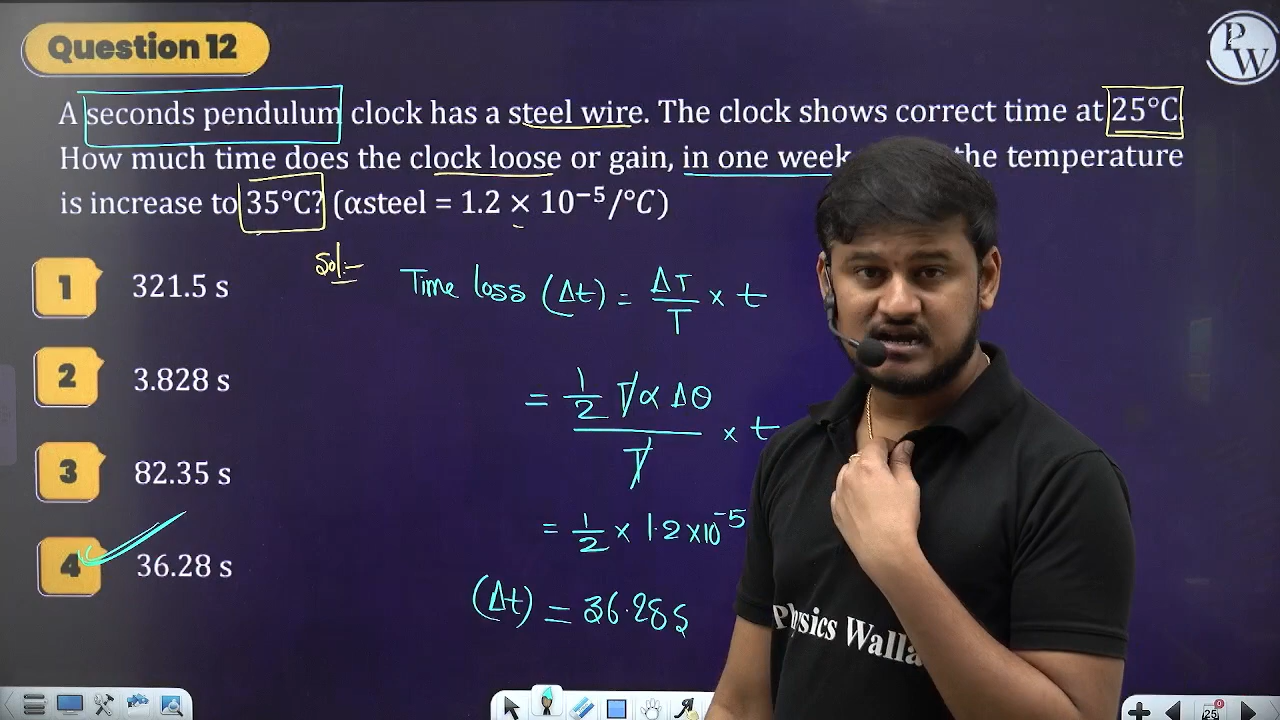 Question 12
PW
A seconds pendulum clock has a steel wire. The clock shows correct time at 25°C.
How much time does the clock loose or gain, in one week the temperature
is increase to 35°C? (αsteel = 1.2 × 10⁻⁵/°C)
Sol:-
Time loss (Δt) = ΔT/T × t
1 321.5 s
= 1/2 T α Δθ / T × t
2 3.828 s
3 82.35 s
= 1/2 × 1.2 × 10⁻⁵
4 36.28 s
(Δt) = 36.28 s
Physics Walla
25